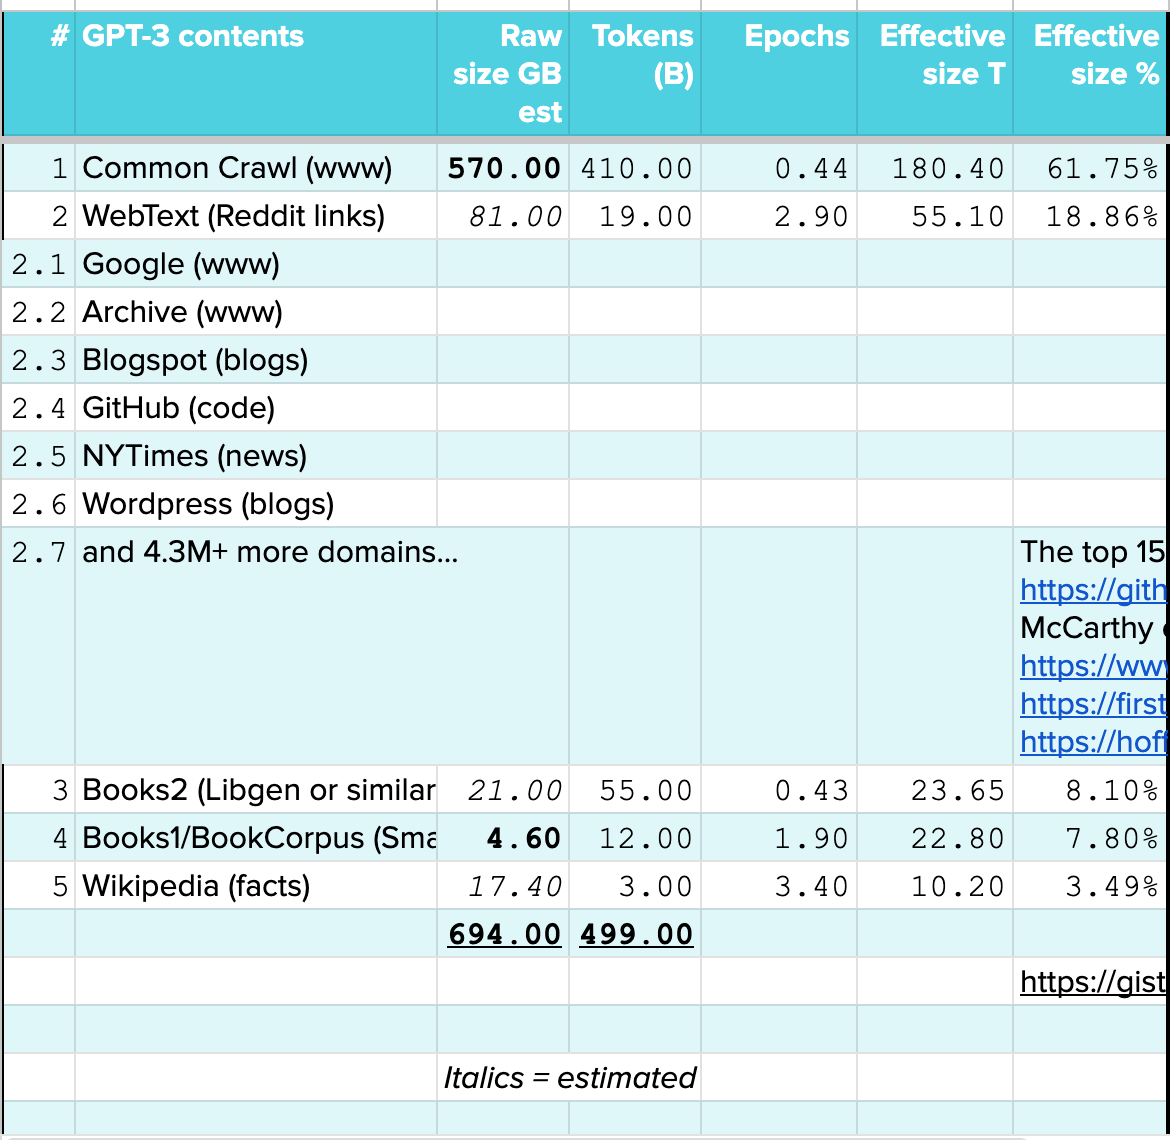 # GPT-3 contents Raw size GB est Tokens (B) Epochs Effective size T Effective size %
1 Common Crawl (www) 570.00 410.00 0.44 180.40 61.75%
2 WebText (Reddit links) 81.00 19.00 2.90 55.10 18.86%
2.1 Google (www)
2.2 Archive (www)
2.3 Blogspot (blogs)
2.4 GitHub (code)
2.5 NYTimes (news)
2.6 Wordpress (blogs)
2.7 and 4.3M+ more domains...
The top 15
https://gith
McCarthy
https://www
https://first
https://hoff
3 Books2 (Libgen or similar 21.00 55.00 0.43 23.65 8.10%
4 Books1/BookCorpus (Sma 4.60 12.00 1.90 22.80 7.80%
5 Wikipedia (facts) 17.40 3.00 3.40 10.20 3.49%
694.00 499.00
https://gist
Italics = estimated